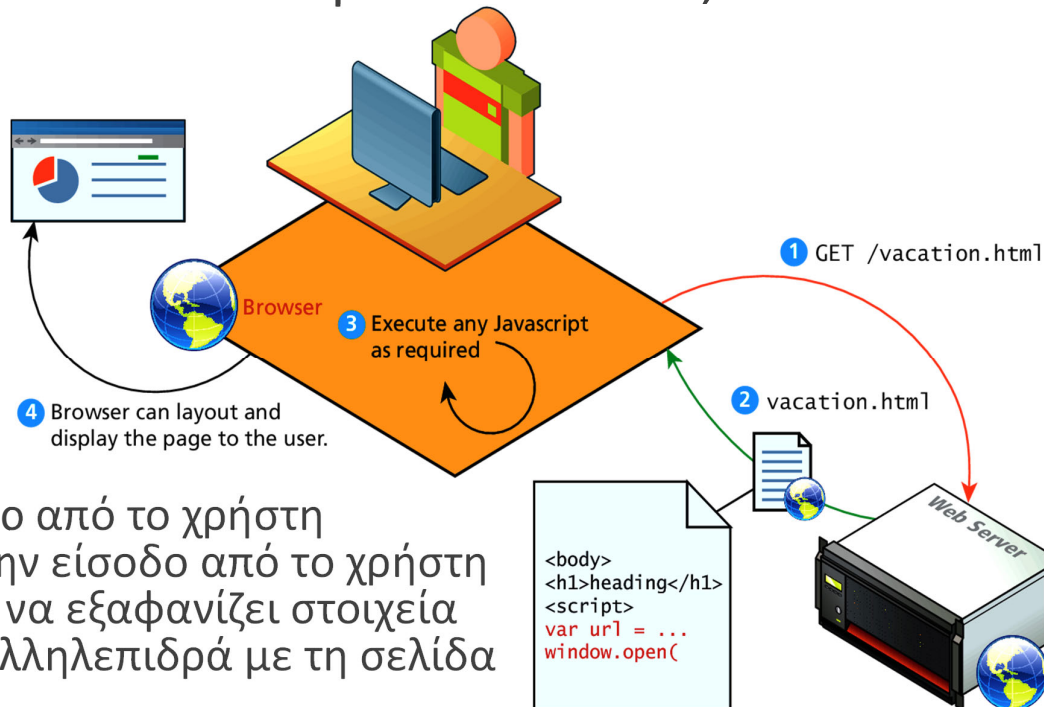 1 GET /vacation.html
Browser
3 Execute any Javascript
as required
2 vacation.html
4 Browser can layout and
display the page to the user.
Web Server
από το χρήστη
ην είσοδο από το χρήστη
να εξαφανίζει στοιχεία
λληλεπιδρά με τη σελίδα
<body>
<h1>heading</h1>
<script>
var url = ...
window.open(